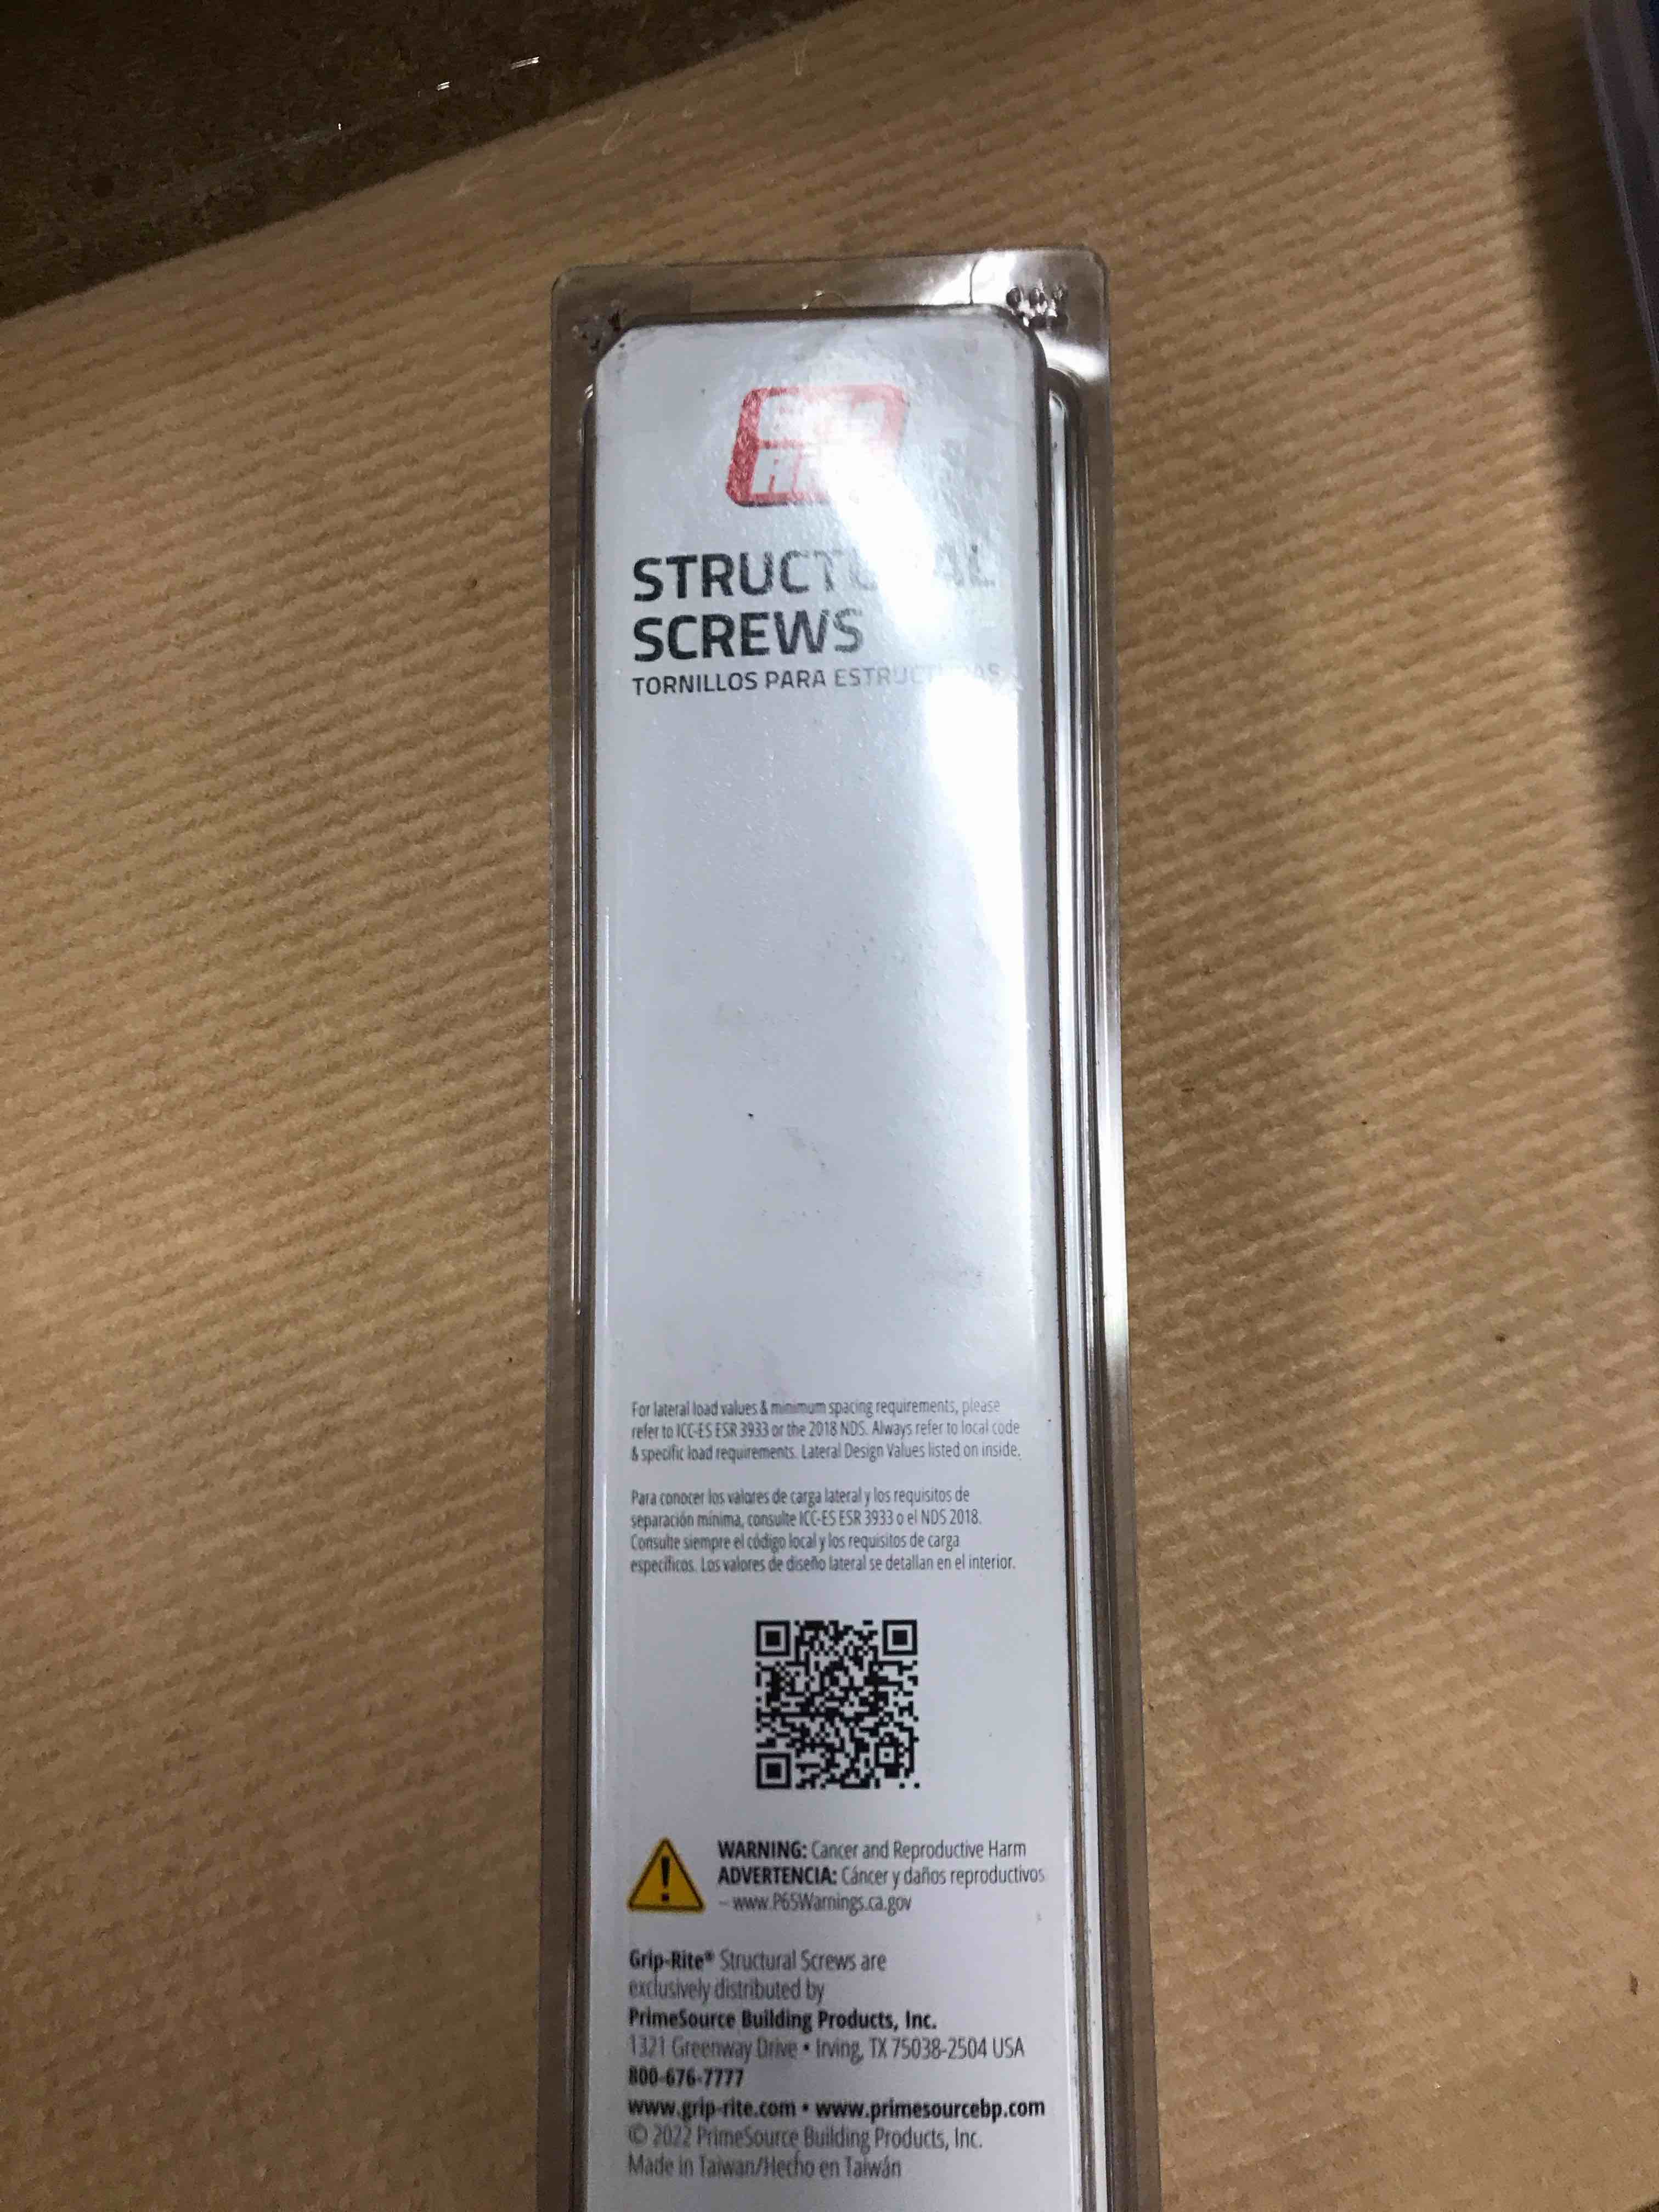 STRUCTURAL
SCREWS
TORNILLOS PARA ESTRUCTURAS
For lateral load values & minimum spacing requirements, please
refer to ICC-ES ESR 3933 or the 2018 NDS. Always refer to local code
& specific load requirements. Lateral Design Values listed on inside.
Para conocer los valores de carga lateral y los requisitos de
separación mínima, consulte ICC-ES ESR 3933 o el NDS 2018.
Consulte siempre el código local y los requisitos de carga
específicos. Los valores de diseño lateral se detallan en el interior.
WARNING: Cancer and Reproductive Harm
ADVERTENCIA: Cáncer y daños reproductivos
– www.P65Warnings.ca.gov
Grip-Rite® Structural Screws are
exclusively distributed by
PrimeSource Building Products, Inc.
1321 Greenway Drive • Irving, TX 75038-2504 USA
800-676-7777
www.grip-rite.com • www.primesourcebp.com
© 2022 PrimeSource Building Products, Inc.
Made in Taiwan/Hecho en Taiwán